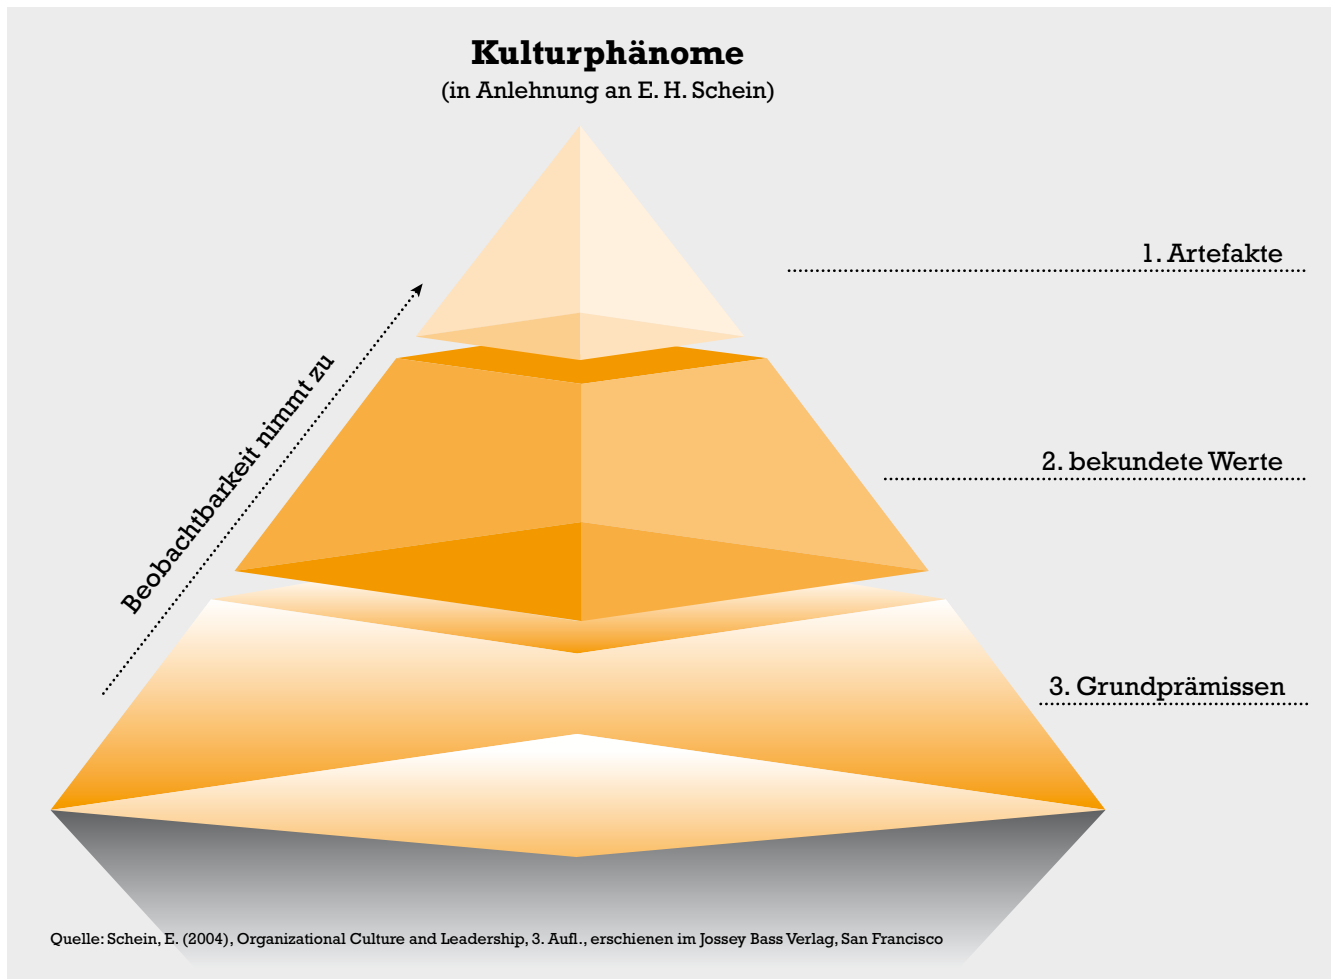 Kulturphänome
(in Anlehnung an E. H. Schein)
1. Artefakte
Beobachtbarkeit nimmt zu
2. bekundete Werte
3. Grundprämissen
Quelle: Schein, E. (2004), Organizational Culture and Leadership, 3. Aufl., erschienen im Jossey Bass Verlag, San Francisco